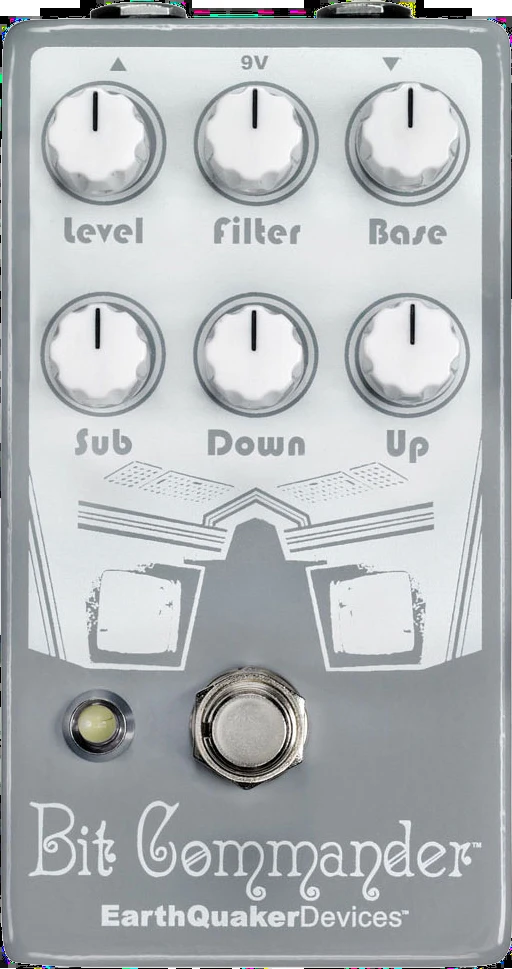 ▲ 9V ▼
Level Filter Base
Sub Down Up
Bit Commander™
EarthQuakerDevices™